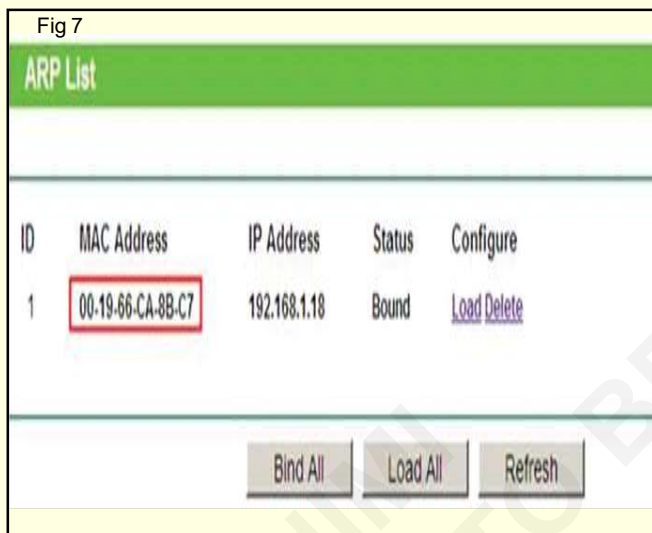 Fig 7
ARP List
ID MAC Address IP Address Status Configure
1 00-19-66-CA-8B-C7 192.168.1.18 Bound Load Delete
Bind All Load All Refresh